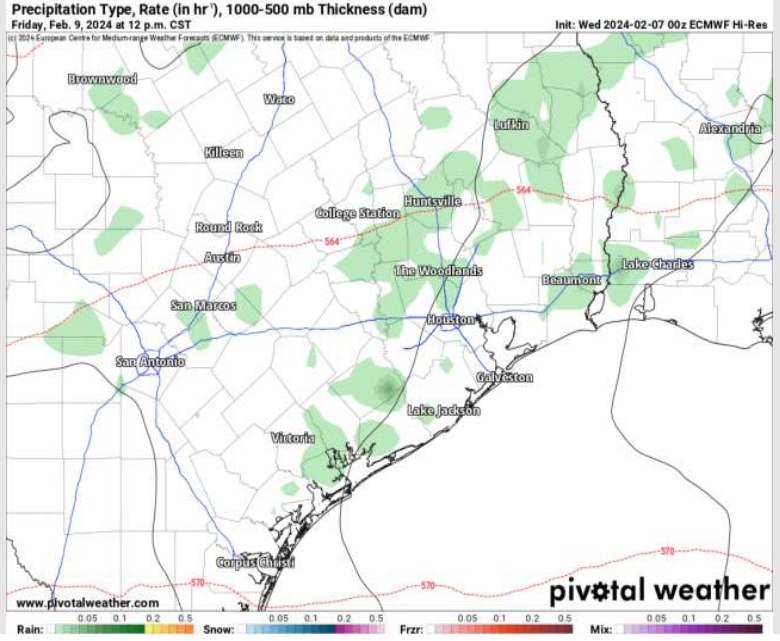 Precipitation Type, Rate (in hr⁻¹), 1000-500 mb Thickness (dam)
Friday, Feb. 9, 2024 at 12 p.m. CST Init: Wed 2024-02-07 00z ECMWF Hi-Res
(c) 2024 European Centre for Medium-range Weather Forecasts (ECMWF). This service is based on data and products of the ECMWF.
Brownwood
Waco
Lufkin
Alexandria
Killeen
564
Huntsville
College Station
Round Rock
564
Austin
The Woodlands
Lake Charles
Beaumont
San Marcos
Houston
San Antonio
Galveston
Lake Jackson
Victoria
570
Corpus Christi
570
570
pivotal weather
www.pivotalweather.com
0.05 0.1 0.2 0.5 0.05 0.1 0.2 0.5 0.05 0.1 0.2 0.5 0.05 0.1 0.2 0.5
Rain: Snow: Frzr: Mix: